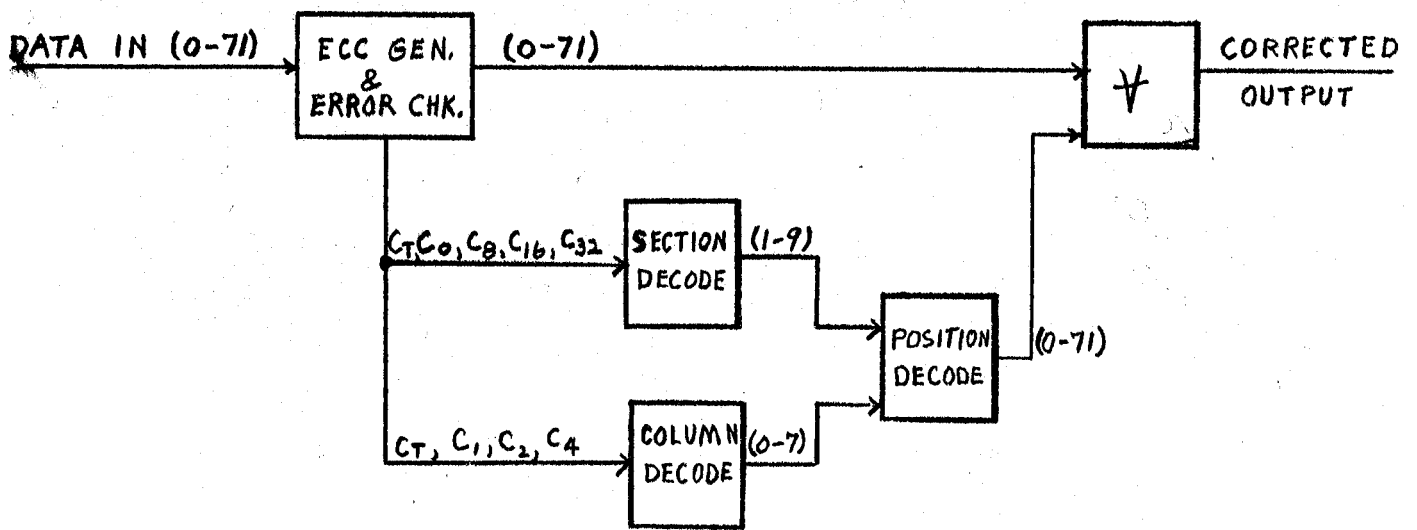 DATA IN (0-71)
ECC GEN.
&
ERROR CHK.
(0-71)
∀
CORRECTED
OUTPUT
CT, C0, C8, C16, C32
SECTION
DECODE
(1-9)
POSITION
DECODE
(0-71)
CT, C1, C2, C4
COLUMN
DECODE
(0-7)